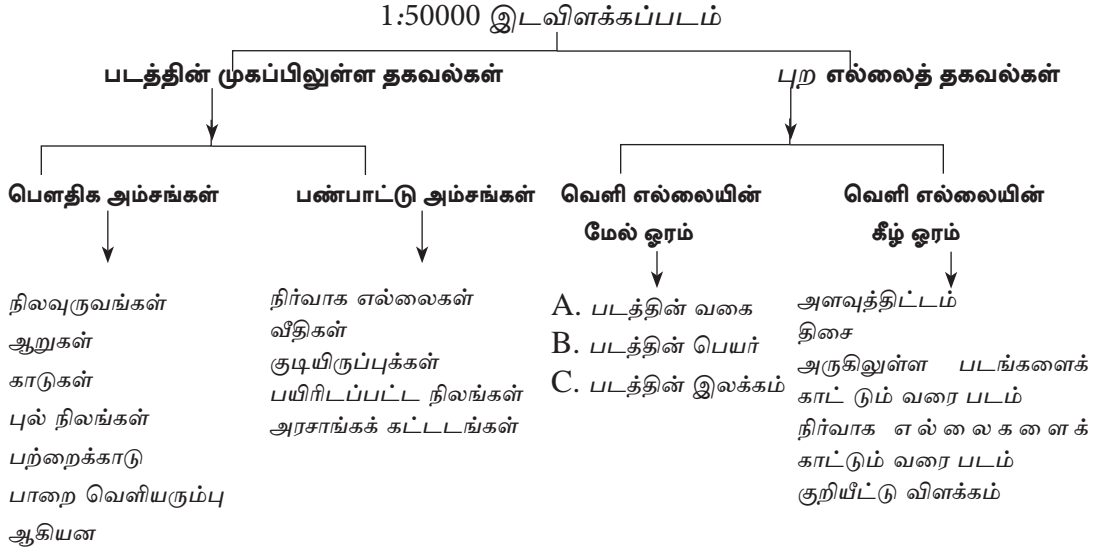 1:50000 இடவிளக்கப்படம்
படத்தின் முகப்பிலுள்ள தகவல்கள்
புற எல்லைத் தகவல்கள்
பௌதிக அம்சங்கள்
நிலவுருவங்கள்
ஆறுகள்
காடுகள்
புல் நிலங்கள்
பற்றைக்காடு
பாறை வெளியரும்பு
ஆகியன
பண்பாட்டு அம்சங்கள்
நிர்வாக எல்லைகள்
வீதிகள்
குடியிருப்புக்கள்
பயிரிடப்பட்ட நிலங்கள்
அரசாங்கக் கட்டடங்கள்
வெளி எல்லையின்
மேல் ஓரம்
A. படத்தின் வகை
B. படத்தின் பெயர்
C. படத்தின் இலக்கம்
வெளி எல்லையின்
கீழ் ஓரம்
அளவுத்திட்டம்
திசை
அருகிலுள்ள படங்களைக்
காட் டும் வரை படம்
நிர்வாக எல்லைகளைக்
காட்டும் வரை படம்
குறியீட்டு விளக்கம்